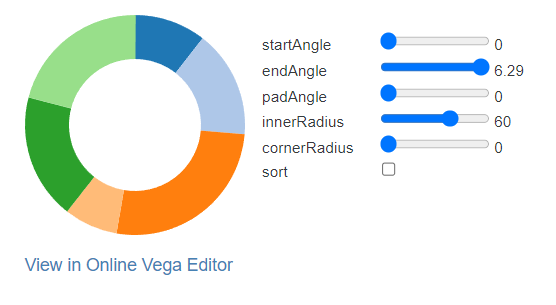 startAngle 0
endAngle 6.29
padAngle 0
innerRadius 60
cornerRadius 0
sort
View in Online Vega Editor